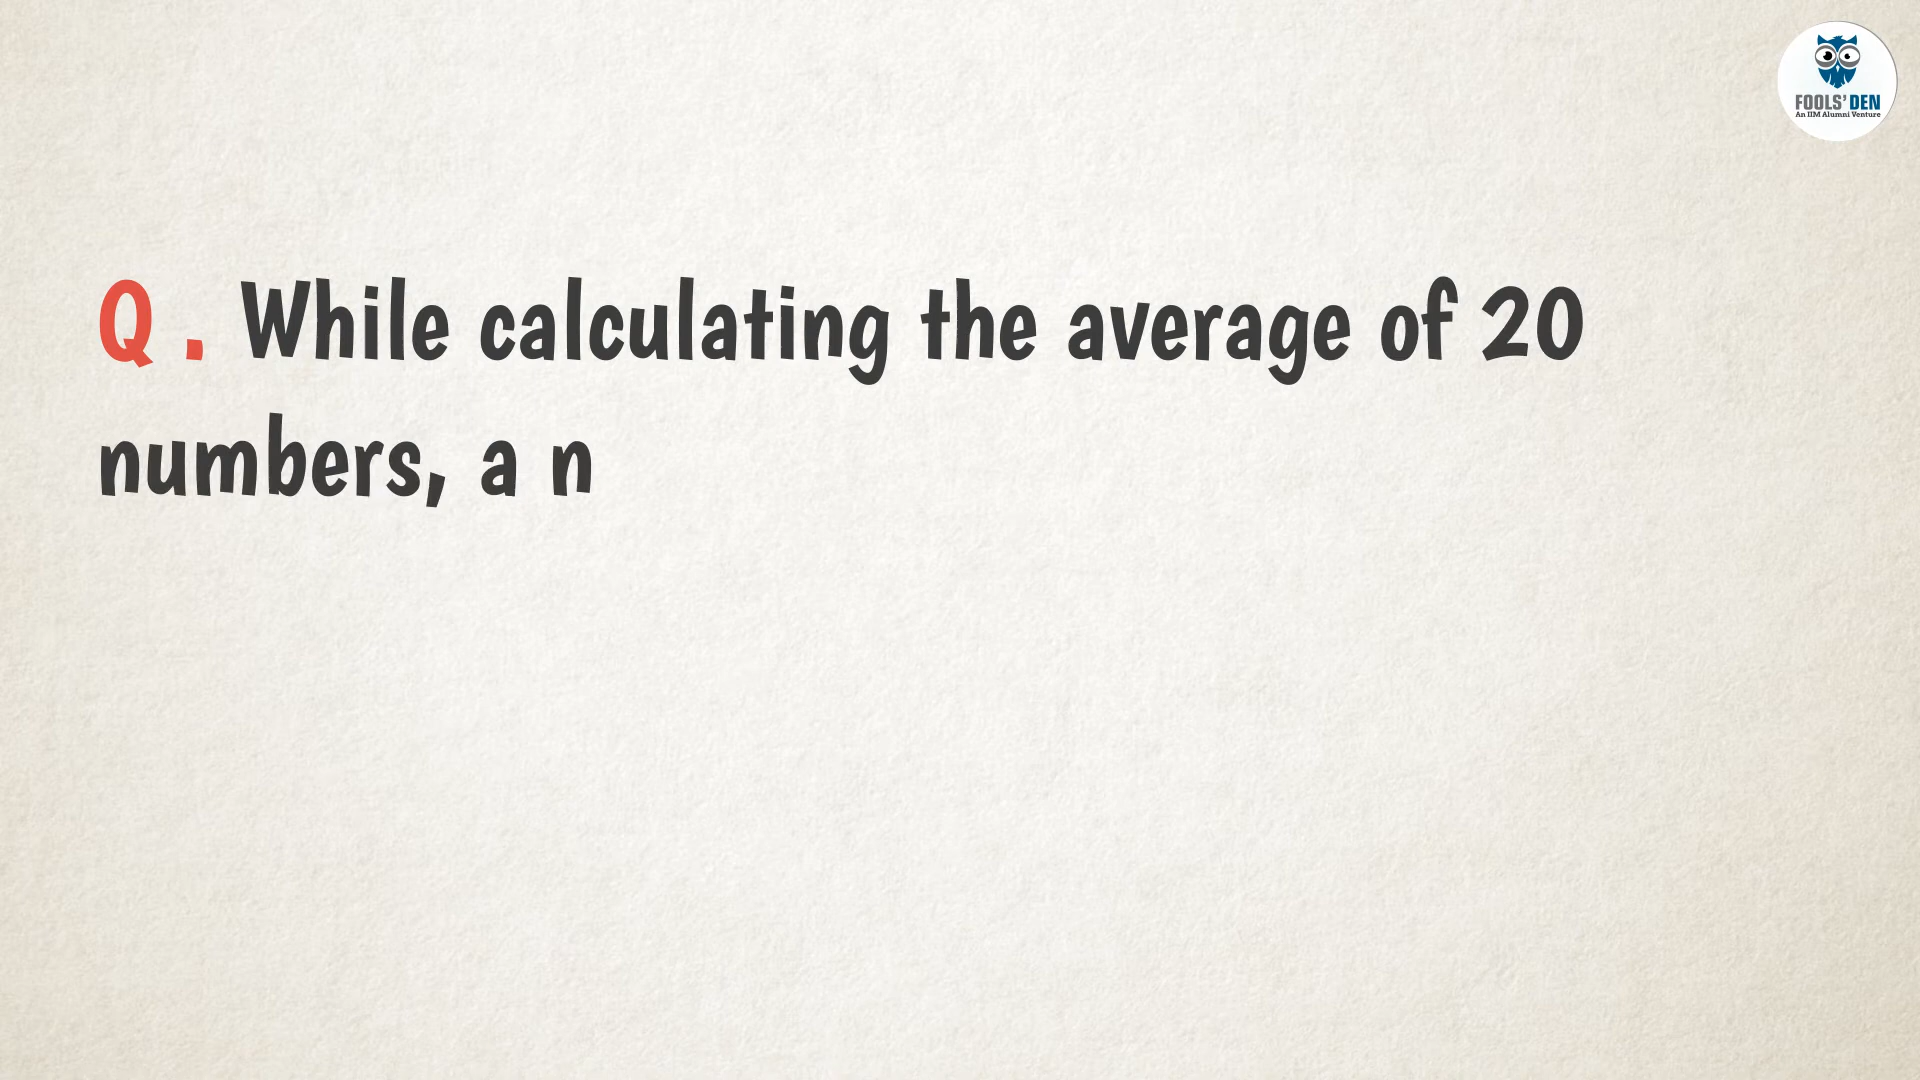 FOOLS' DEN
An IIM Alumni Venture
Q . While calculating the average of 20
numbers, a n